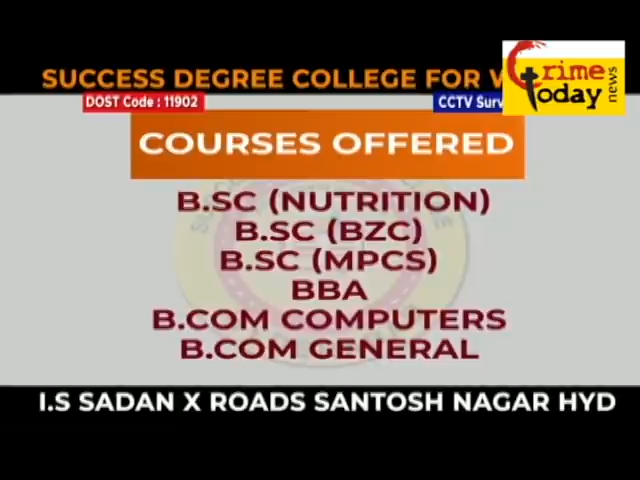 SUCCESS DEGREE COLLEGE FOR
Crime
Today
news
DOST Code : 11902
CCTV
COURSES OFFERED
B.SC (NUTRITION)
B.SC (BZC)
B.SC (MPCS)
BBA
B.COM COMPUTERS
B.COM GENERAL
I.S SADAN X ROADS SANTOSH NAGAR HYD